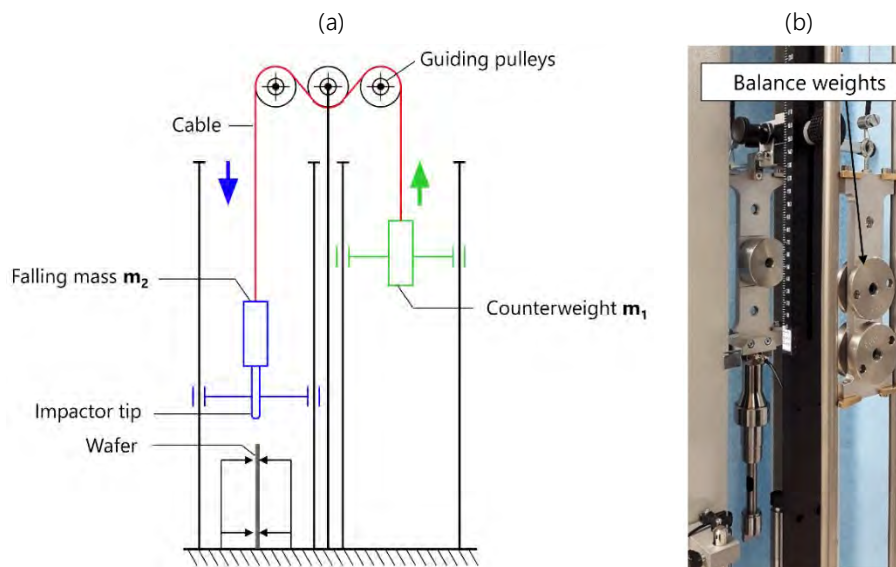 (a)
(b)
Guiding pulleys
Balance weights
Cable
Falling mass m₂
Counterweight m₁
Impactor tip
Wafer